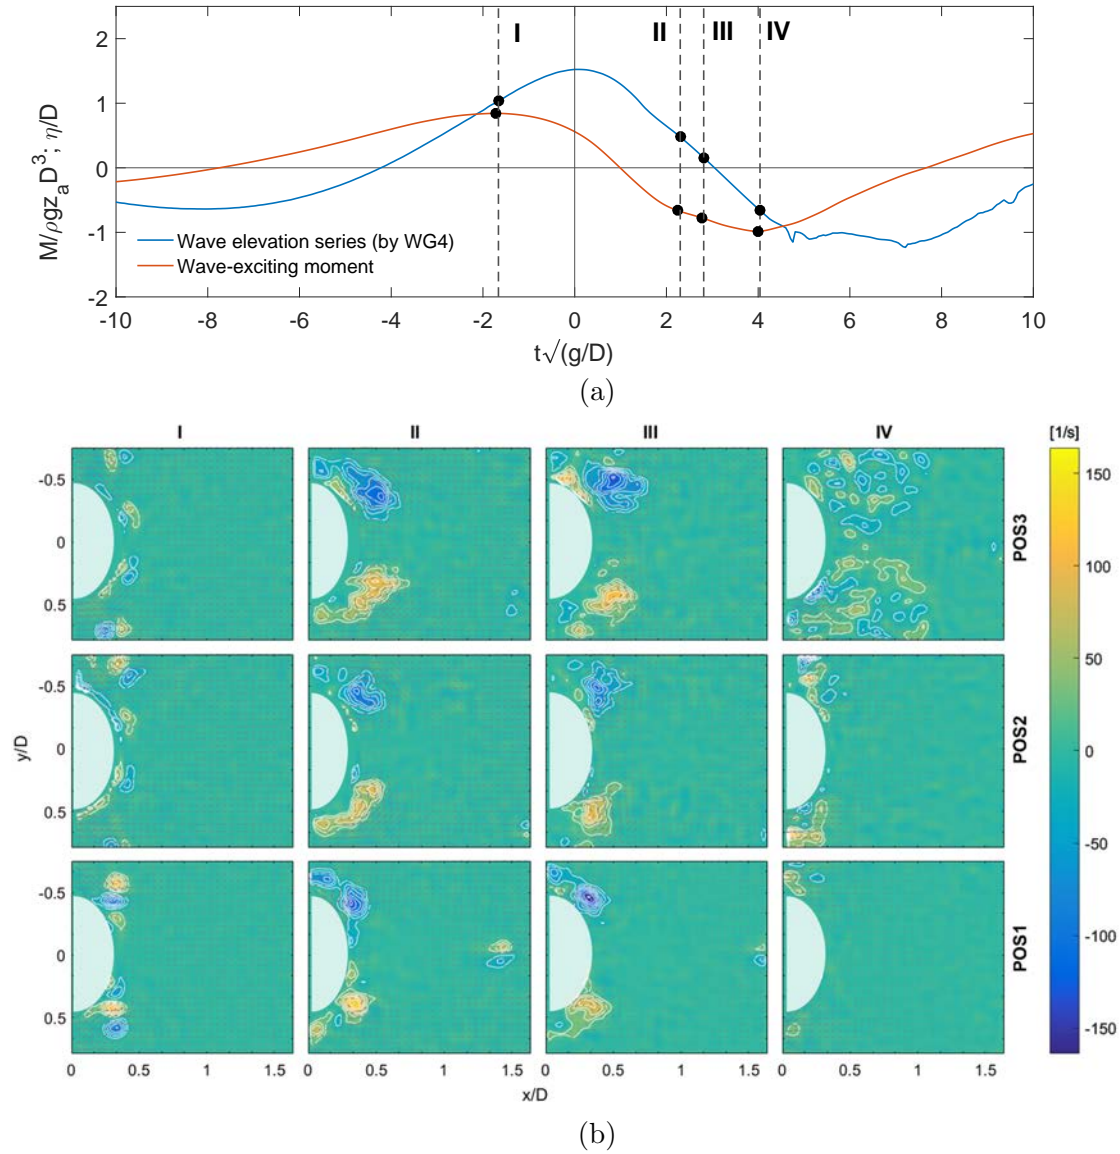 I II III IV
2
1
0
-1
-2
M/ρgz_a D^3; η/D
Wave elevation series (by WG4)
Wave-exciting moment
-10 -8 -6 -4 -2 0 2 4 6 8 10
t√(g/D)
(a)
I II III IV [1/s]
-0.5
0
0.5
POS3
-0.5
0
0.5
POS2
-0.5
0
0.5
POS1
y/D
150
100
50
0
-50
-100
-150
0 0.5 1 1.5 0 0.5 1 1.5 0 0.5 1 1.5 0 0.5 1 1.5
x/D
(b)